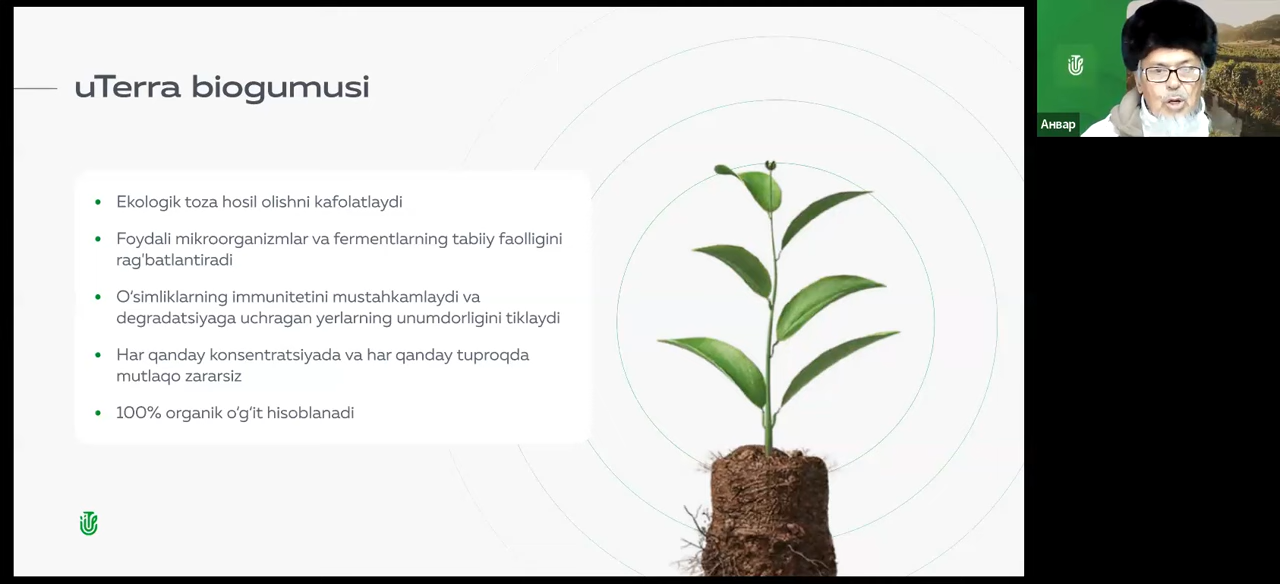 uTerra biogumusi
Ekologik toza hosil olishni kafolatlaydi
Foydali mikroorganizmlar va fermentlarning tabiiy faolligini
rag'batlantiradi
O‘simliklarning immunitetini mustahkamlaydi va
degradatsiyaga uchragan yerlarning unumdorligini tiklaydi
Har qanday konsentratsiyada va har qanday tuproqda
mutlaqo zararsiz
100% organik o‘g‘it hisoblanadi
Анвар